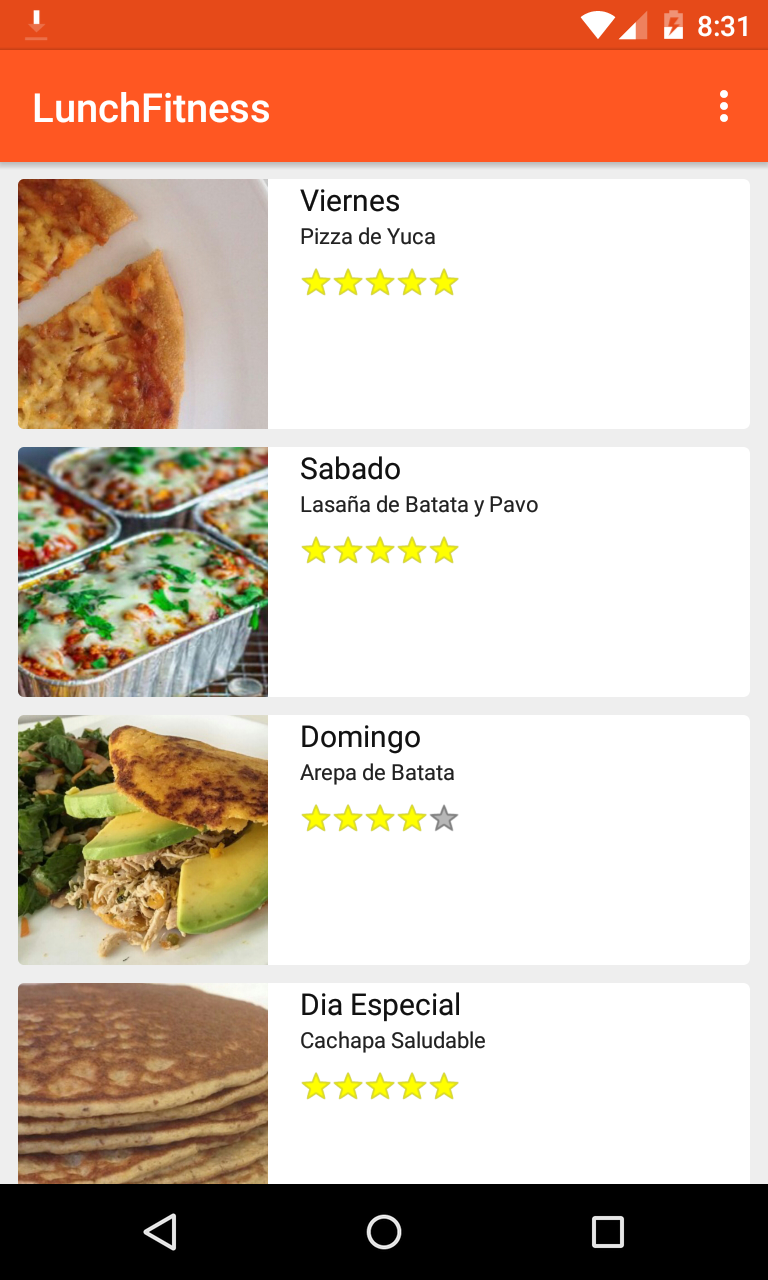 8:31
LunchFitness
Viernes
Pizza de Yuca
Sabado
Lasaña de Batata y Pavo
Domingo
Arepa de Batata
Dia Especial
Cachapa Saludable